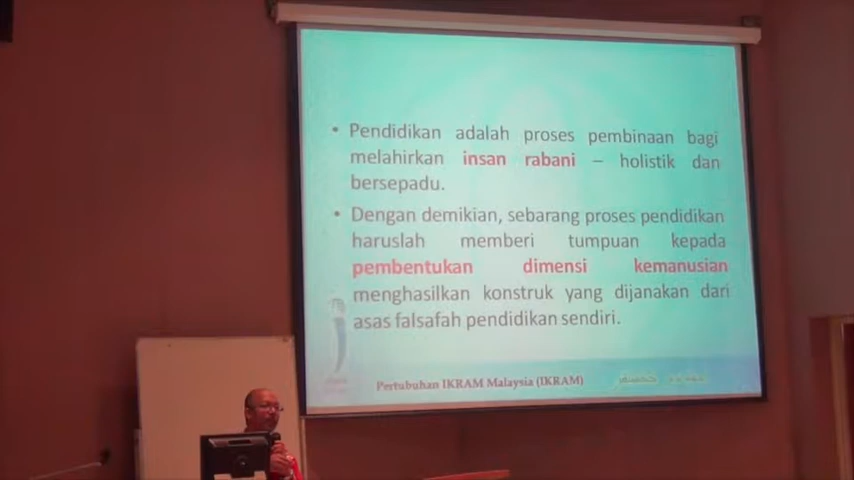 • Pendidikan adalah proses pembinaan bagi
melahirkan insan rabani – holistik dan
bersepadu.
• Dengan demikian, sebarang proses pendidikan
haruslah memberi tumpuan kepada
pembentukan dimensi kemanusian
menghasilkan konstruk yang dijanakan dari
asas falsafah pendidikan sendiri.
Pertubuhan IKRAM Malaysia (IKRAM)